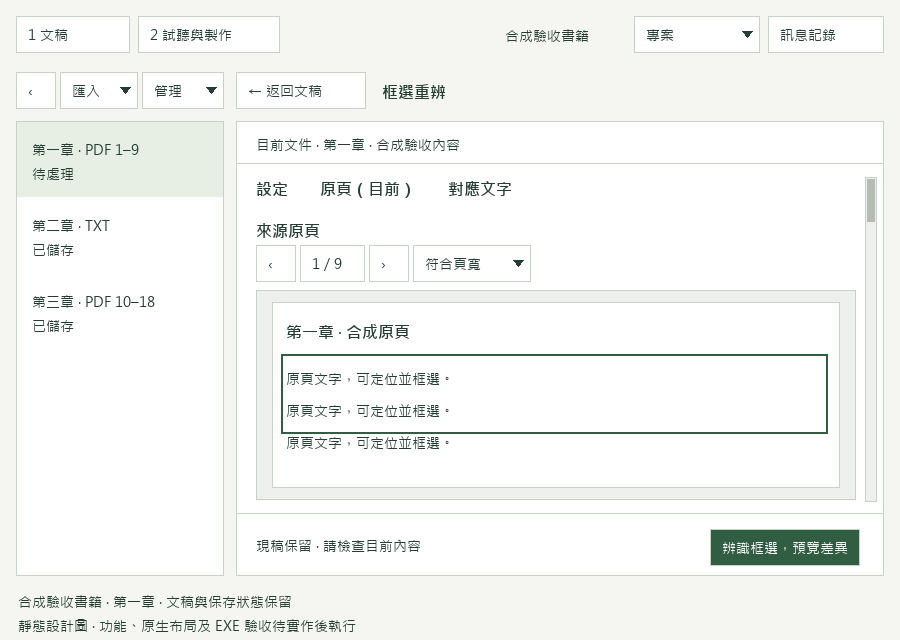 1 文稿
2 試聽與製作
合成驗收書籍
專案
訊息記錄
‹
匯入
管理
← 返回文稿
框選重辨
第一章 · PDF 1–9
待處理
第二章 · TXT
已儲存
第三章 · PDF 10–18
已儲存
目前文件 · 第一章 · 合成驗收內容
設定
原頁 ( 目前 )
對應文字
來源原頁
‹
1 / 9
›
符合頁寬
第一章 · 合成原頁
原頁文字，可定位並框選。
原頁文字，可定位並框選。
原頁文字，可定位並框選。
現稿保留 · 請檢查目前內容
辨識框選，預覽差異
合成驗收書籍 · 第一章 · 文稿與保存狀態保留
靜態設計圖 · 功能、原生布局及 EXE 驗收待實作後執行